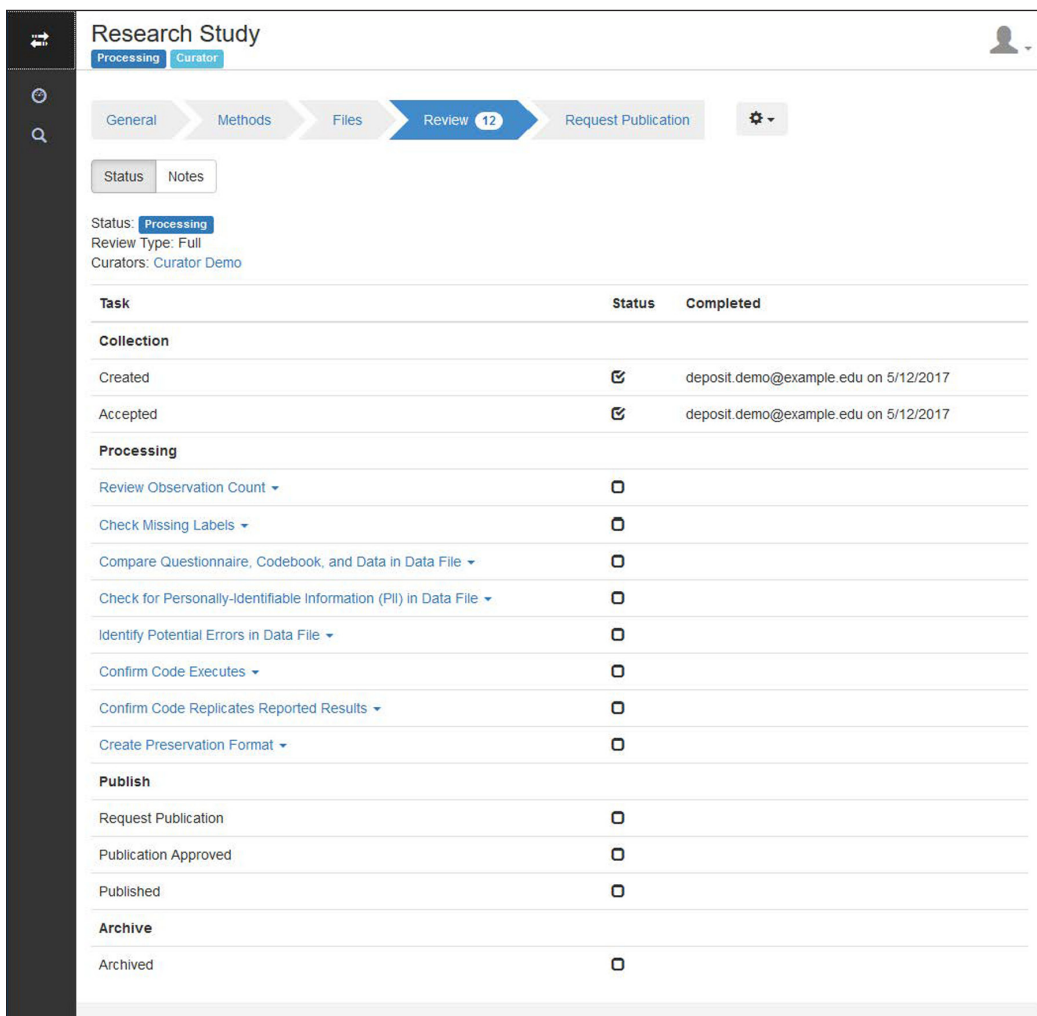 Research Study
Processing Curator
General Methods Files Review 12 Request Publication
Status Notes
Status: Processing
Review Type: Full
Curators: Curator Demo
Task Status Completed
Collection
Created deposit.demo@example.edu on 5/12/2017
Accepted deposit.demo@example.edu on 5/12/2017
Processing
Review Observation Count
Check Missing Labels
Compare Questionnaire, Codebook, and Data in Data File
Check for Personally-Identifiable Information (PII) in Data File
Identify Potential Errors in Data File
Confirm Code Executes
Confirm Code Replicates Reported Results
Create Preservation Format
Publish
Request Publication
Publication Approved
Published
Archive
Archived